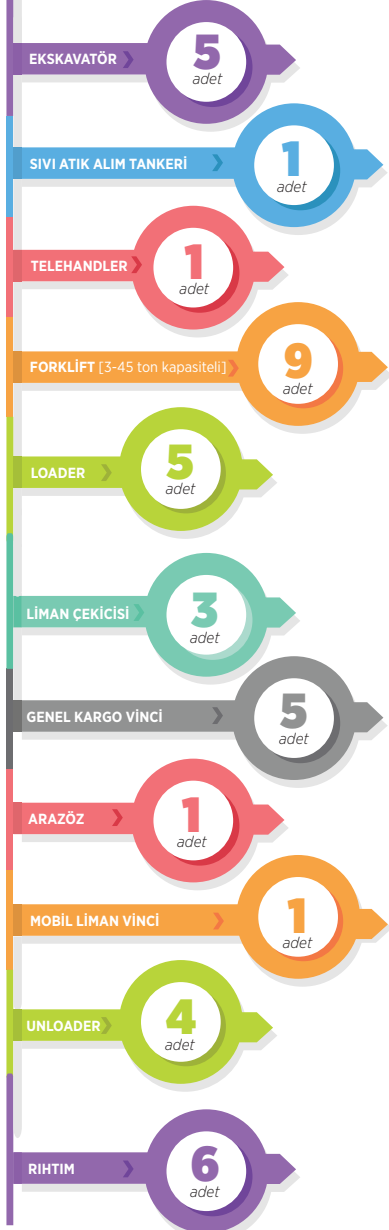 EKSKAVATÖR
5
adet
SIVI ATIK ALIM TANKERİ
1
adet
TELEHANDLER
1
adet
FORKLİFT [3-45 ton kapasiteli]
9
adet
LOADER
5
adet
LİMAN ÇEKİCİSİ
3
adet
GENEL KARGO VİNCİ
5
adet
ARAZÖZ
1
adet
MOBİL LİMAN VİNCİ
1
adet
UNLOADER
4
adet
RIHTIM
6
adet